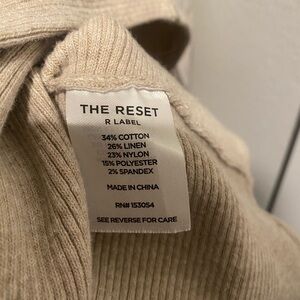 THE RESET
R LABEL
34% COTTON
26% LINEN
23% NYLON
15% POLYESTER
2% SPANDEX
MADE IN CHINA
RN# 153054
SEE REVERSE FOR CARE